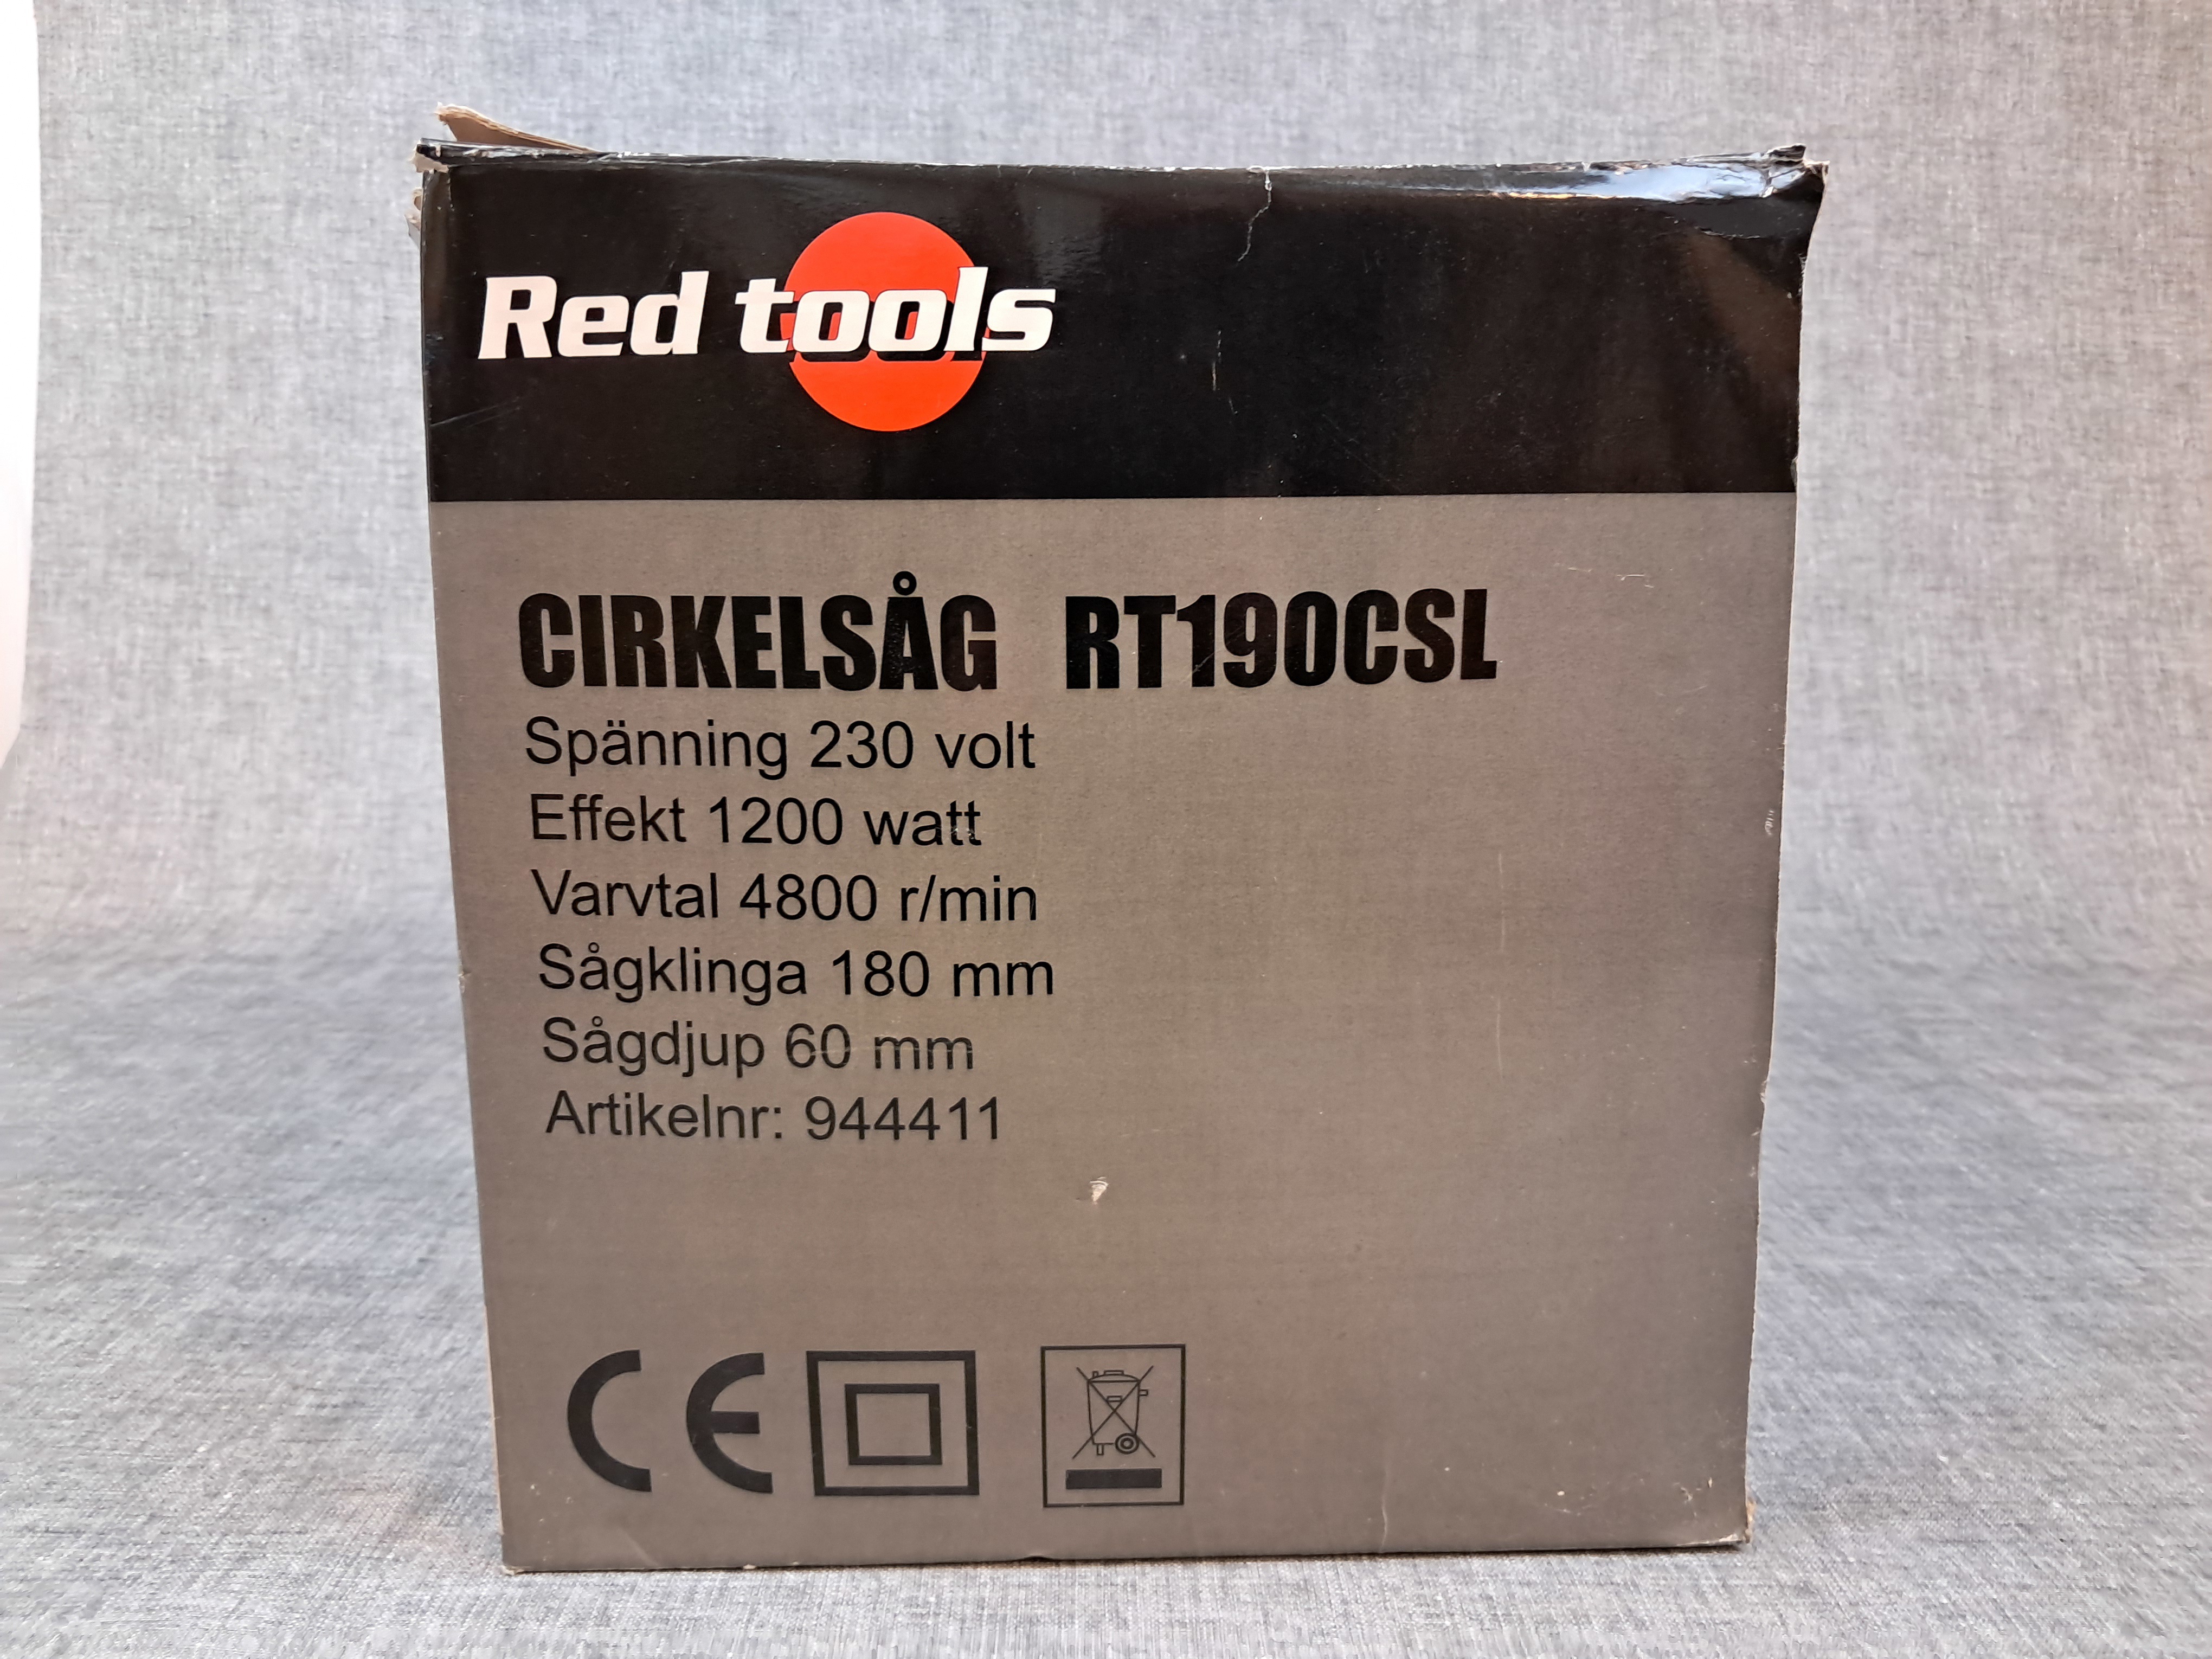 Red tools
CIRKELSÅG RT190CSL
Spänning 230 volt
Effekt 1200 watt
Varvtal 4800 r/min
Sågklinga 180 mm
Sågdjup 60 mm
Artikelnr: 944411
CE